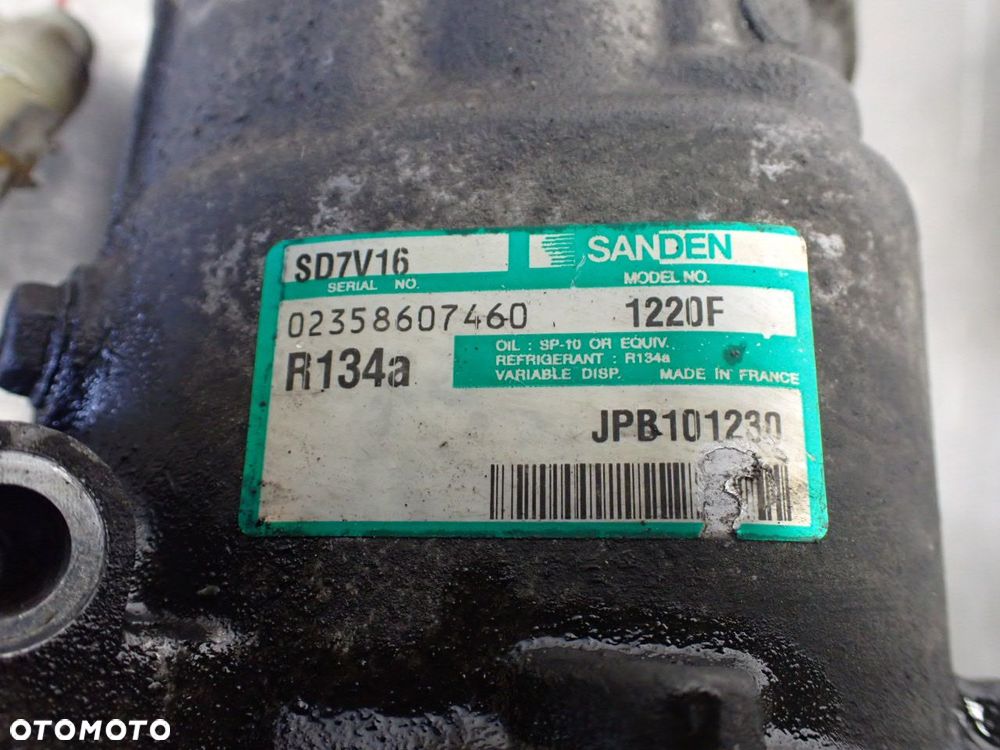 SD7V16
SANDEN
SERIAL NO.
MODEL NO.
02358607460
1220F
R134a
OIL : SP-10 OR EQUIV.
REFRIGERANT : R134a
VARIABLE DISP. MADE IN FRANCE
JPB101230
OTOMOTO